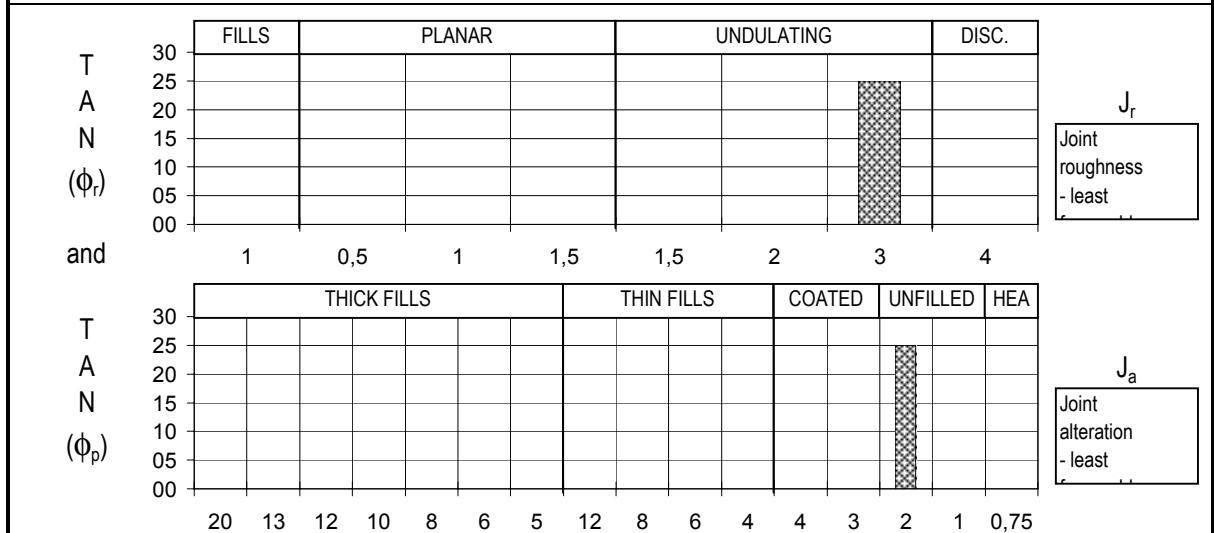 FILLS PLANAR UNDULATING DISC.
30
25
20
15
10
05
00
T
A
N
(ϕr)
1 0,5 1 1,5 1,5 2 3 4
Jr
Joint
roughness
- least
and
THICK FILLS THIN FILLS COATED UNFILLED HEA
30
25
20
15
10
05
00
T
A
N
(ϕp)
20 13 12 10 8 6 5 12 8 6 4 4 3 2 1 0,75
Ja
Joint
alteration
- least